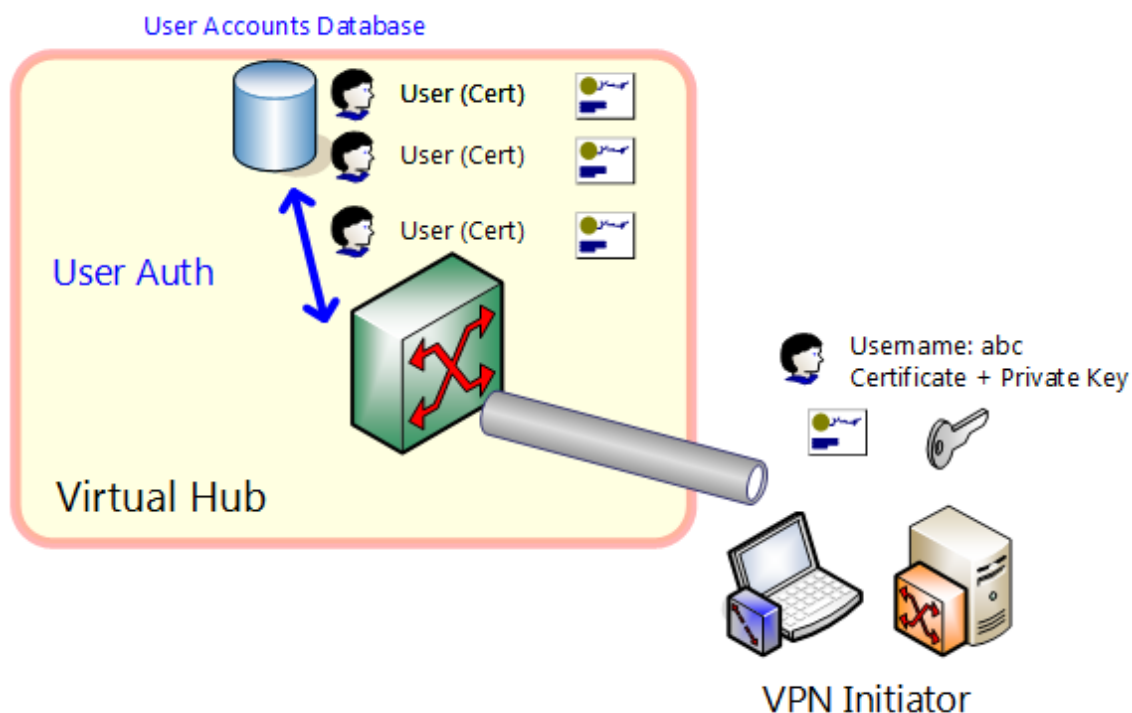 User Accounts Database
User (Cert)
User (Cert)
User (Cert)
User Auth
Username: abc
Certificate + Private Key
Virtual Hub
VPN Initiator